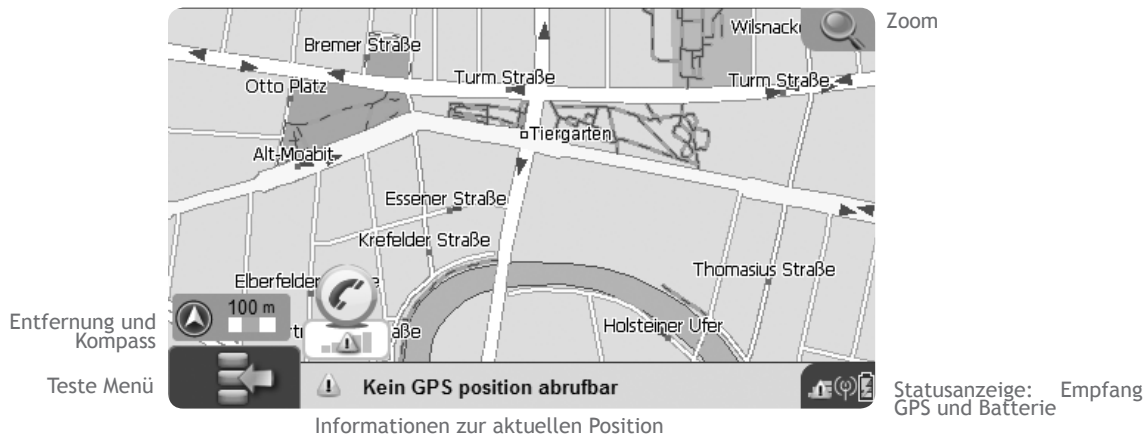 Zoom
Wilsnack
Bremer Straße
Turm Straße
Turm Straße
Otto Platz
Tiergarten
Alt-Moabit
Essener Straße
Krefelder Straße
Thomasius Straße
Elberfelder
100 m
Holsteiner Ufer
aße
Entfernung und
Kompass
Teste Menü
Kein GPS position abrufbar
Statusanzeige: Empfang
GPS und Batterie
Informationen zur aktuellen Position